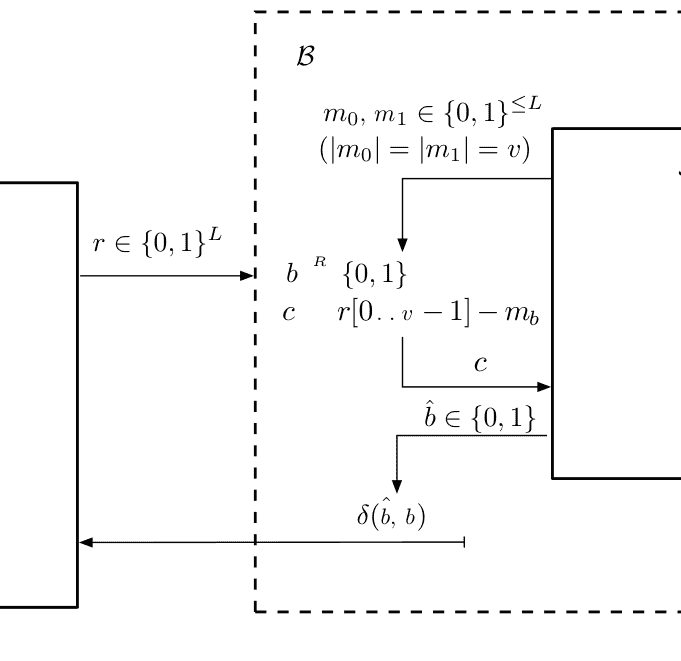 ℬ
m₀, m₁ ∈ {0, 1}^{≤L}
(|m₀| = |m₁| = v)
r ∈ {0, 1}^L
b R {0, 1}
c r[0 . . v − 1] − m_b
c
b̂ ∈ {0, 1}
δ(b̂, b)